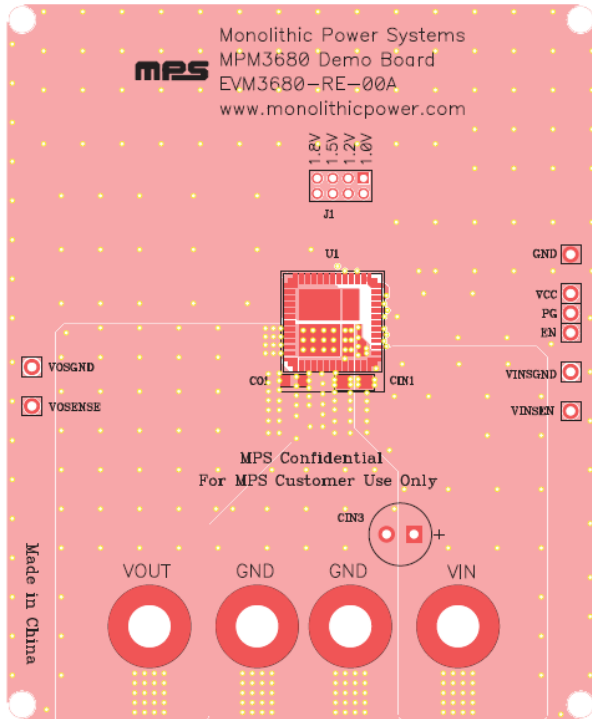 mps
Monolithic Power Systems
MPM3680 Demo Board
EVM3680-RE-00A
www.monolithicpower.com
1.8V
1.5V
1.2V
1.0V
J1
U1
GND
VCC
PG
EN
VOSGND
VINSGND
CO1
CIN1
VOSENSE
VINSEN
MPS Confidential
For MPS Customer Use Only
CIN3
+
Made in China
VOUT
GND
GND
VIN